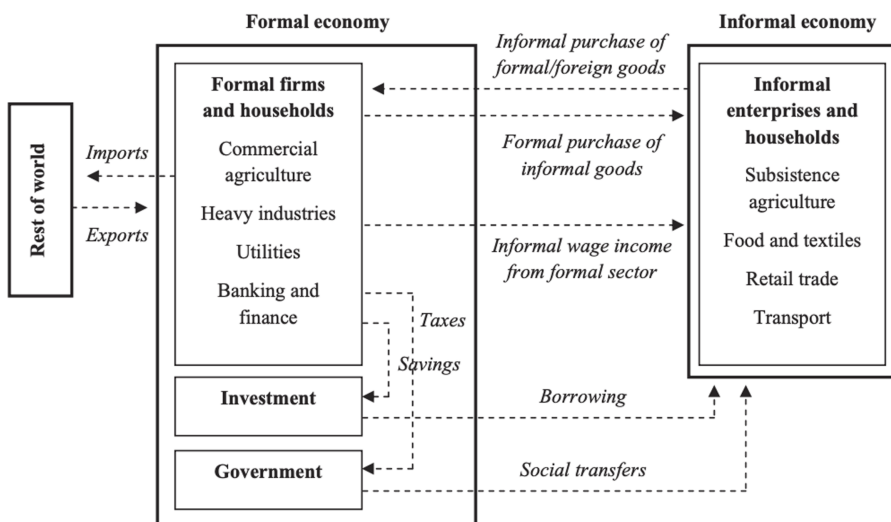 Formal economy
Informal economy
Informal purchase of
formal/foreign goods
Formal firms
and households
Commercial
agriculture
Heavy industries
Utilities
Banking and
finance
Informal
enterprises and
households
Subsistence
agriculture
Food and textiles
Retail trade
Transport
Rest of world
Imports
Exports
Formal purchase of
informal goods
Informal wage income
from formal sector
Taxes
Savings
Investment
Borrowing
Government
Social transfers